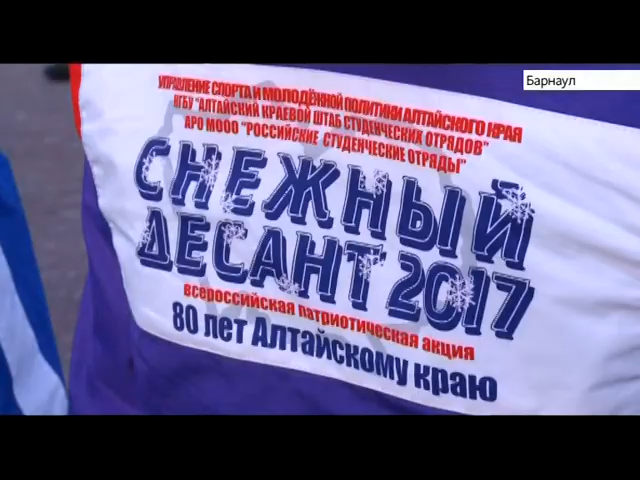 Барнаул
УПРАВЛЕНИЕ СПОРТА И МОЛОДЁЖНОЙ ПОЛИТИКИ АЛТАЙСКОГО КРАЯ
КГБУ "АЛТАЙСКИЙ КРАЕВОЙ ШТАБ СТУДЕНЧЕСКИХ ОТРЯДОВ"
АРО МООО "РОССИЙСКИЕ СТУДЕНЧЕСКИЕ ОТРЯДЫ"
СНЕЖНЫЙ
ДЕСАНТ 2017
всероссийская патриотическая акция
80 лет Алтайскому краю